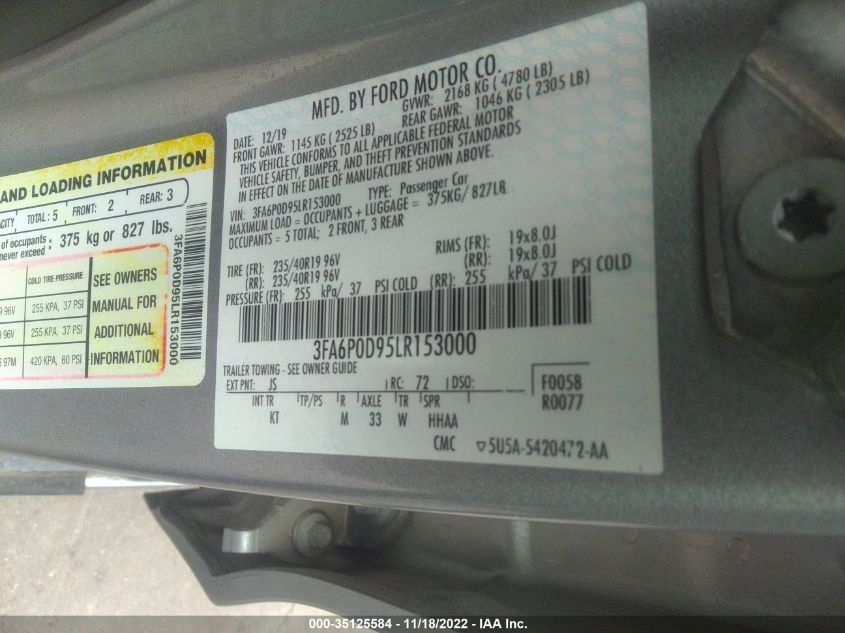 AND LOADING INFORMATION
CITY TOTAL: 5 FRONT: 2 REAR: 3
of occupants never exceed : 375 kg or 827 lbs.
COLD TIRE PRESSURE
96V 255 KPA, 37 PSI
96V 255 KPA, 37 PSI
97M 420 KPA, 60 PSI
SEE OWNERS
MANUAL FOR
ADDITIONAL
INFORMATION
3FA6P0D95LR153000
MFD. BY FORD MOTOR CO.
DATE: 12/19 GVWR: 2168 KG ( 4780 LB)
FRONT GAWR: 1145 KG ( 2525 LB) REAR GAWR: 1046 KG ( 2305 LB)
THIS VEHICLE CONFORMS TO ALL APPLICABLE FEDERAL MOTOR
VEHICLE SAFETY, BUMPER, AND THEFT PREVENTION STANDARDS
IN EFFECT ON THE DATE OF MANUFACTURE SHOWN ABOVE.
VIN: 3FA6P0D95LR153000 TYPE: Passenger Car
MAXIMUM LOAD = OCCUPANTS + LUGGAGE = 375KG/ 827LB
OCCUPANTS = 5 TOTAL; 2 FRONT, 3 REAR
TIRE (FR): 235/40R19 96V RIMS (FR): 19x8.0J
(RR): 235/40R19 96V (RR): 19x8.0J
PRESSURE (FR): 255 kPa/ 37 PSI COLD (RR): 255 kPa/ 37 PSI COLD
3FA6P0D95LR153000
TRAILER TOWING - SEE OWNER GUIDE
EXT PNT: JS RC: 72 DSO: F0058
INT TR TP/PS R AXLE TR SPR R0077
KT M 33 W HHAA
CMC 5U5A-5420472-AA
000-35125584 - 11/18/2022 - IAA Inc.